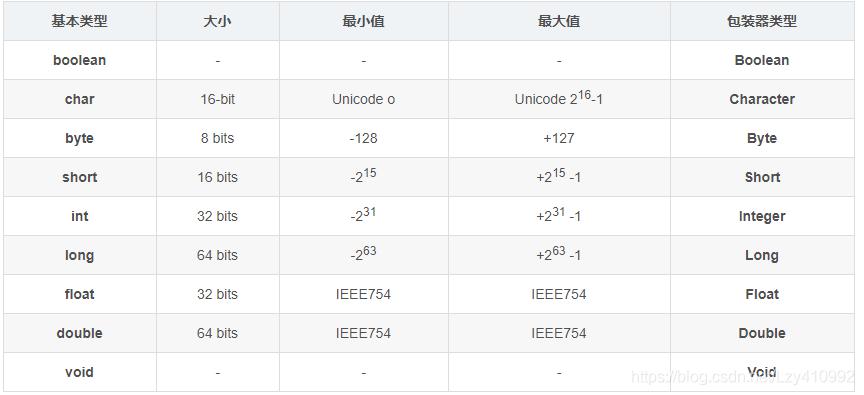 基本类型 大小 最小值 最大值 包装器类型
boolean - - - Boolean
char 16-bit Unicode o Unicode 2^16-1 Character
byte 8 bits -128 +127 Byte
short 16 bits -2^15 +2^15 -1 Short
int 32 bits -2^31 +2^31 -1 Integer
long 64 bits -2^63 +2^63 -1 Long
float 32 bits IEEE754 IEEE754 Float
double 64 bits IEEE754 IEEE754 Double
void - - - Void
https://blog.csdn.net/Lzy410992